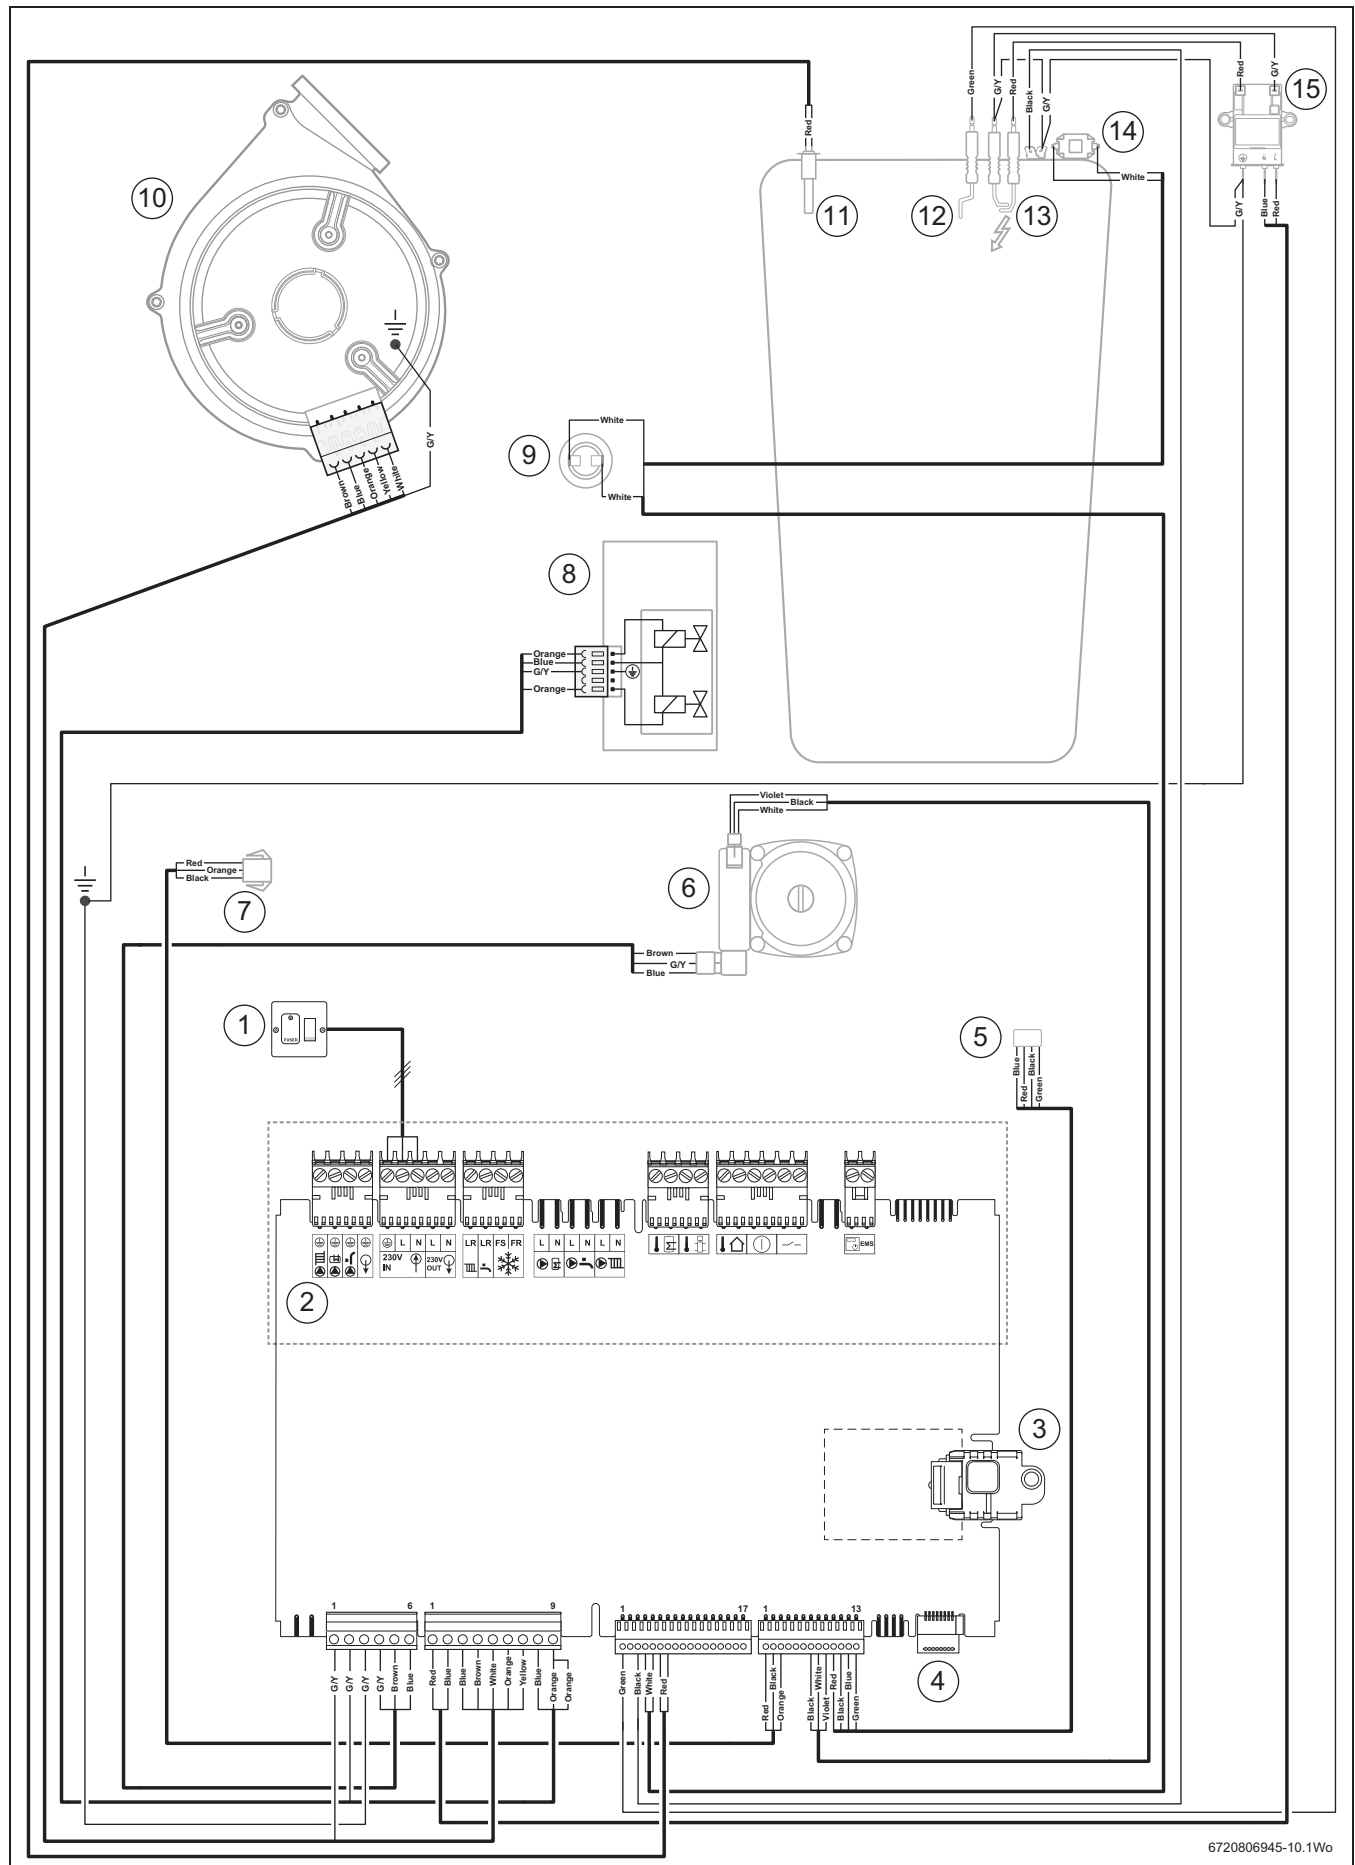 Green
G/Y
Red
Black
G/Y
Red
G/Y
15
Red
14
White
10
11
12
13
G/Y
Blue
Red
White
9
White
G/Y
Brown
Blue
Orange
Yellow
White
8
Orange
Blue
G/Y
Orange
Violet
Black
White
Red
Orange
Black
7
6
Brown
G/Y
Blue
1
FUSED
5
Blue
Red
Black
Green
L N L N
230V IN
230V OUT
LR LR FS FR
L N L N L N
EMS
2
3
1 6
1 9
1 17
1 13
G/Y
G/Y
G/Y
G/Y
Brown
Blue
Red
Blue
Blue
Brown
White
Orange
Yellow
Blue
Orange
Orange
Green
Black
White
Red
Red
Black
Orange
Black
White
Violet
Red
Black
Blue
Green
4
6720806945-10.1Wo